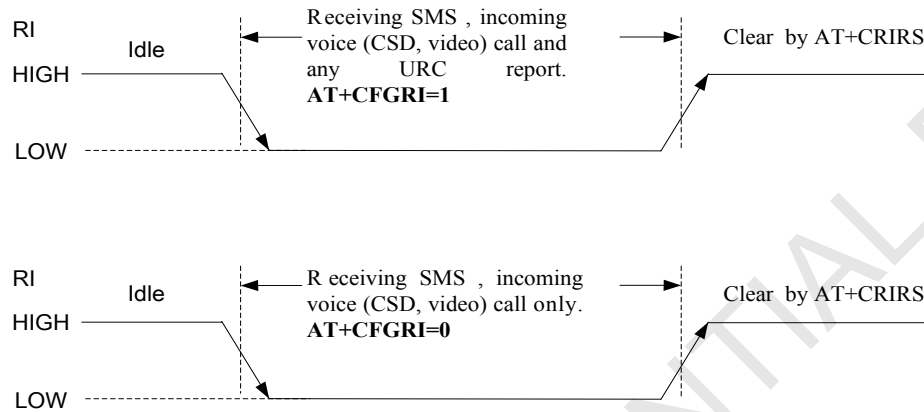 RI
Idle
HIGH
LOW
Receiving SMS , incoming
voice (CSD, video) call and
any URC report.
AT+CFGRI=1
Clear by AT+CRIRS
RI
Idle
HIGH
LOW
R eceiving SMS , incoming
voice (CSD, video) call only.
AT+CFGRI=0
Clear by AT+CRIRS
NTIAL